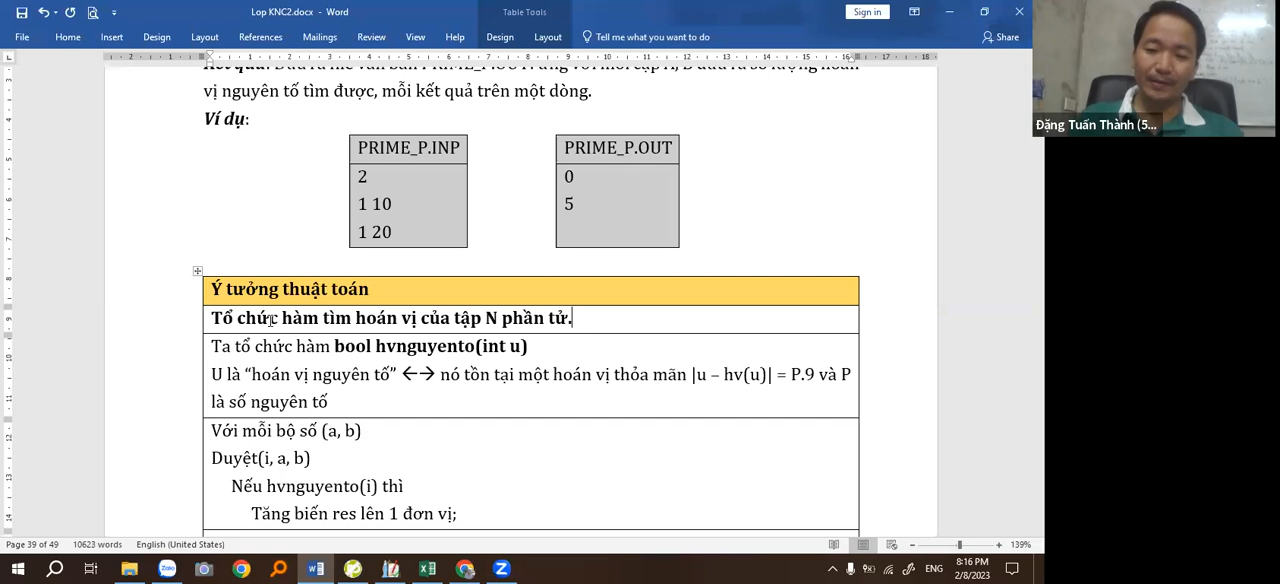 Lop KNC2.docx - Word
Table Tools
Sign in
File
Home
Insert
Design
Layout
References
Mailings
Review
View
Help
Design
Layout
Tell me what you want to do
Share
Đặng Tuấn Thành (5...
vị nguyên tố tìm được, mỗi kết quả trên một dòng.
Ví dụ:
PRIME_P.INP
2
1 10
1 20
PRIME_P.OUT
0
5
Ý tưởng thuật toán
Tổ chức hàm tìm hoán vị của tập N phần tử.
Ta tổ chức hàm bool hvnguyento(int u)
U là “hoán vị nguyên tố” ←→ nó tồn tại một hoán vị thỏa mãn |u – hv(u)| = P.9 và P
là số nguyên tố
Với mỗi bộ số (a, b)
Duyệt(i, a, b)
Nếu hvnguyento(i) thì
Tăng biến res lên 1 đơn vị;
Page 39 of 49
10623 words
English (United States)
139%
Zalo
ENG
8:16 PM
2/8/2023